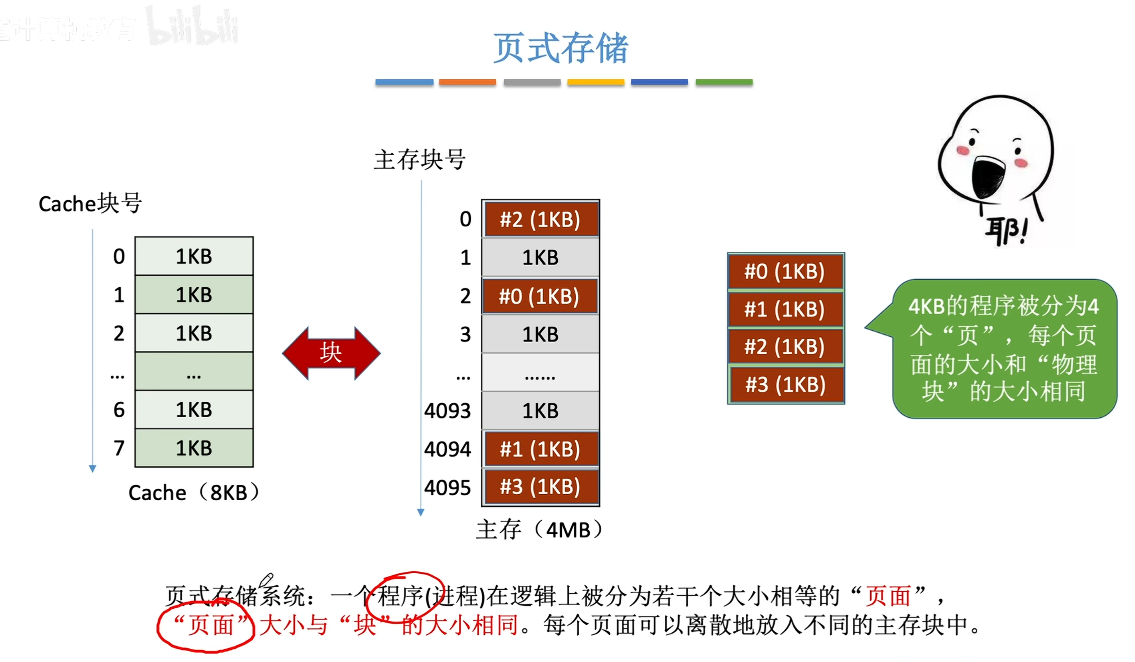 bilibili
页式存储
主存块号
Cache块号
0 #2 (1KB)
1 1KB
2 #0 (1KB)
3 1KB
... ……
4093 1KB
4094 #1 (1KB)
4095 #3 (1KB)
主存（4MB）
0 1KB
1 1KB
2 1KB
... ...
6 1KB
7 1KB
Cache（8KB）
块
耶!
#0 (1KB)
#1 (1KB)
#2 (1KB)
#3 (1KB)
4KB的程序被分为4
个“页”，每个页
面的大小和“物理
块”的大小相同
页式存储系统：一个程序(进程)在逻辑上被分为若干个大小相等的“页面”，
“页面”大小与“块”的大小相同。每个页面可以离散地放入不同的主存块中。